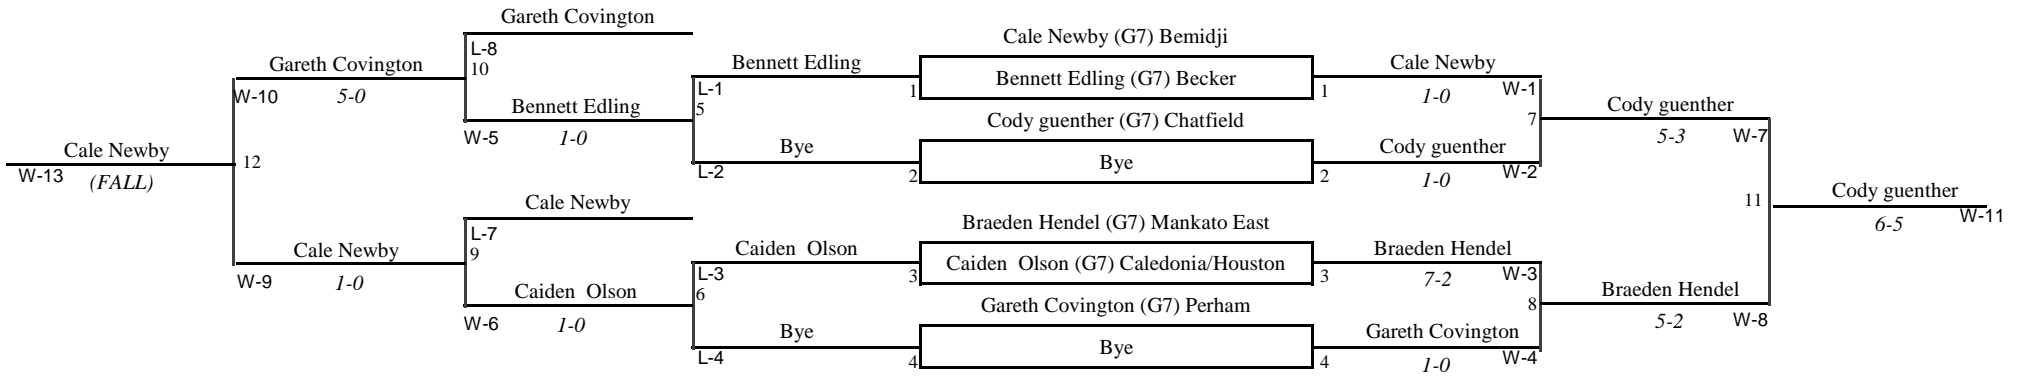 Gareth Covington
Cale Newby (G7) Bemidji
L-8
Gareth Covington
10
Bennett Edling
Bennett Edling (G7) Becker
Cale Newby
W-10
5-0
L-1
1
1
1-0
W-1
Bennett Edling
5
Cody guenther (G7) Chatfield
7
Cody guenther
W-5
1-0
5-3
W-7
Cale Newby
12
Bye
Bye
Cody guenther
W-13
(FALL)
L-2
2
2
1-0
W-2
Cale Newby
11
Cody guenther
L-7
Braeden Hendel (G7) Mankato East
6-5
W-11
Cale Newby
9
Caiden Olson
Caiden Olson (G7) Caledonia/Houston
Braeden Hendel
W-9
1-0
L-3
3
3
7-2
W-3
Caiden Olson
6
Gareth Covington (G7) Perham
8
Braeden Hendel
W-6
1-0
5-2
W-8
Bye
Bye
Gareth Covington
L-4
4
4
1-0
W-4